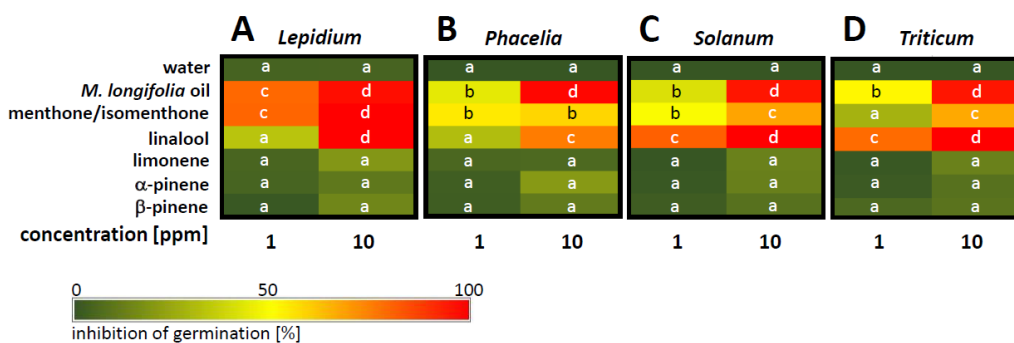 A Lepidium B Phacelia C Solanum D Triticum
water a a a a a a a a
M. longifolia oil c d b d b d b d
menthone/isomenthone c d b b b c a c
linalool a d a c c d c d
limonene a a a a a a a a
α-pinene a a a a a a a a
β-pinene a a a a a a a a
concentration [ppm] 1 10 1 10 1 10 1 10
0 50 100
inhibition of germination [%]